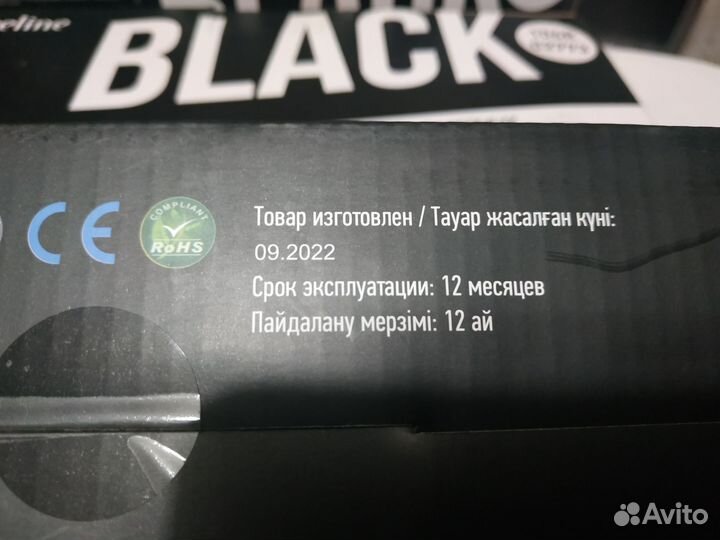 eline
BLACK
CE
COMPLIANT
RoHS
Товар изготовлен / Тауар жасалған күні:
09.2022
Срок эксплуатации: 12 месяцев
Пайдалану мерзімі: 12 ай
Avito